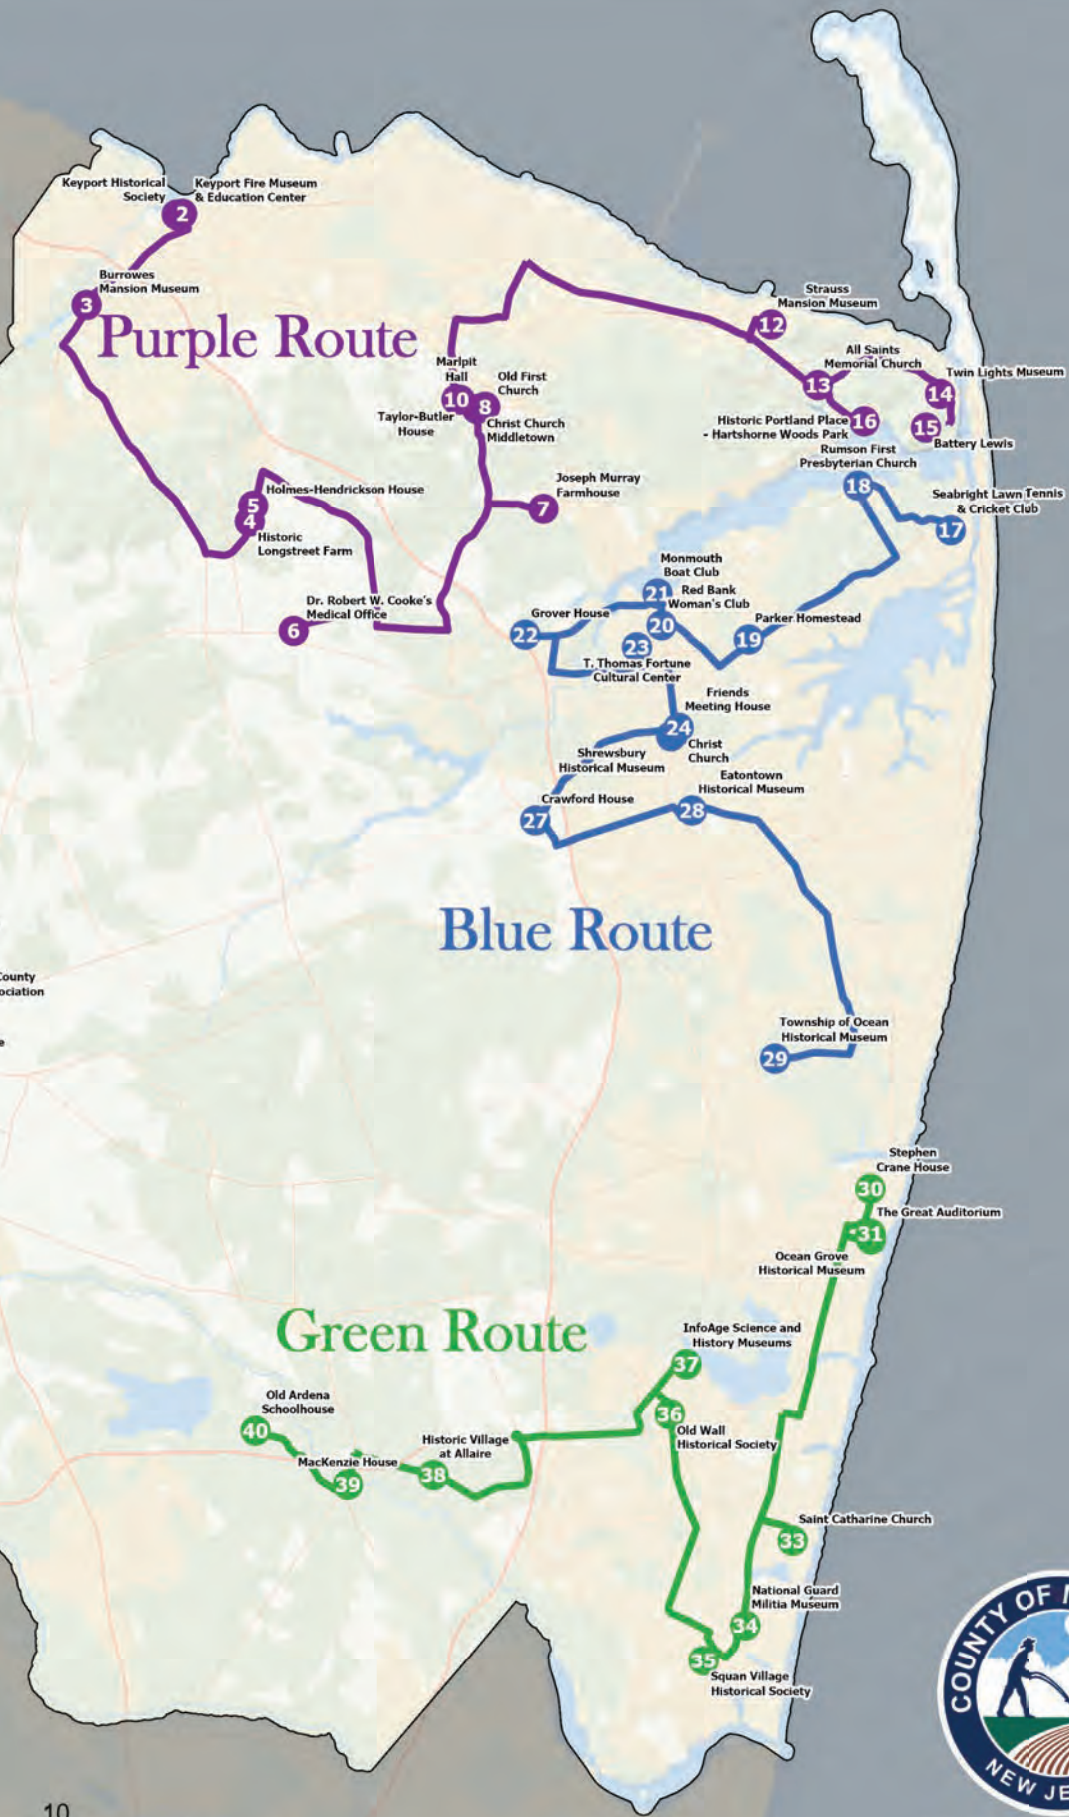 Keyport Historical
Society
Keyport Fire Museum
& Education Center
2
Burrowes
Mansion Museum
3
Purple Route
Strauss
Mansion Museum
12
All Saints
Memorial Church
13
Twin Lights Museum
14
Marlpit
Hall
10
Old First
Church
8
Taylor-Butler
House
Christ Church
Middletown
Historic Portland Place
- Hartshorne Woods Park
16
15
Battery Lewis
Rumson First
Presbyterian Church
18
Holmes-Hendrickson House
5
4
Historic
Longstreet Farm
Joseph Murray
Farmhouse
7
Seabright Lawn Tennis
& Cricket Club
17
Monmouth
Boat Club
21
Red Bank
Woman's Club
20
Dr. Robert W. Cooke's
Medical Office
6
Grover House
22
23
Parker Homestead
19
T. Thomas Fortune
Cultural Center
Friends
Meeting House
24
Christ
Church
Shrewsbury
Historical Museum
Eatontown
Historical Museum
28
Crawford House
27
Blue Route
County
ociation
e
Township of Ocean
Historical Museum
29
Stephen
Crane House
30
The Great Auditorium
31
Ocean Grove
Historical Museum
Green Route
InfoAge Science and
History Museums
37
Old Ardena
Schoolhouse
40
36
Old Wall
Historical Society
Historic Village
at Allaire
38
MacKenzie House
39
Saint Catharine Church
33
National Guard
Militia Museum
34
35
Squan Village
Historical Society
COUNTY OF M
NEW JE
10